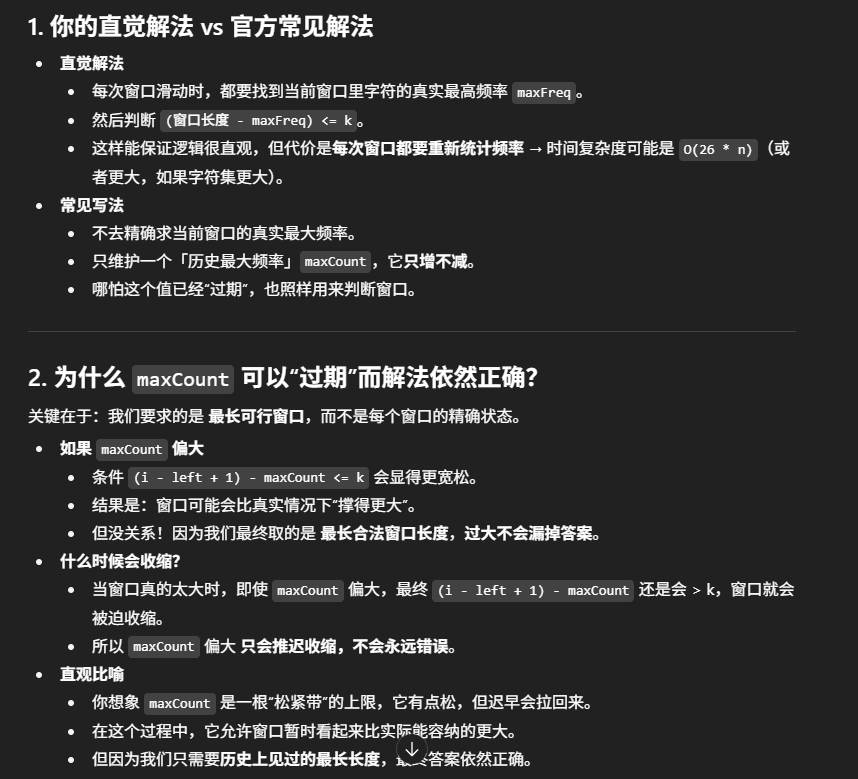 1. 你的直觉解法 vs 官方常见解法
• 直觉解法
• 每次窗口滑动时，都要找到当前窗口里字符的真实最高频率 maxFreq 。
• 然后判断 (窗口长度 - maxFreq) <= k 。
• 这样能保证逻辑很直观，但代价是每次窗口都要重新统计频率 → 时间复杂度可能是 O(26 * n) （或
者更大，如果字符集更大）。
• 常见写法
• 不去精确求当前窗口的真实最大频率。
• 只维护一个「历史最大频率」 maxCount ，它只增不减。
• 哪怕这个值已经“过期”，也照样用来判断窗口。
2. 为什么 maxCount 可以“过期”而解法依然正确？
关键在于：我们要求的是 最长可行窗口，而不是每个窗口的精确状态。
• 如果 maxCount 偏大
• 条件 (i - left + 1) - maxCount <= k 会显得更宽松。
• 结果是：窗口可能会比真实情况下“撑得更大”。
• 但没关系！因为我们最终取的是 最长合法窗口长度，过大不会漏掉答案。
• 什么时候会收缩？
• 当窗口真的太大时，即使 maxCount 偏大，最终 (i - left + 1) - maxCount 还是会 > k，窗口就会
被迫收缩。
• 所以 maxCount 偏大 只会推迟收缩，不会永远错误。
• 直观比喻
• 你想象 maxCount 是一根“松紧带”的上限，它有点松，但迟早会拉回来。
• 在这个过程中，它允许窗口暂时看起来比实际能容纳的更大。
• 但因为我们只需要历史上见过的最长长度，答案依然正确。